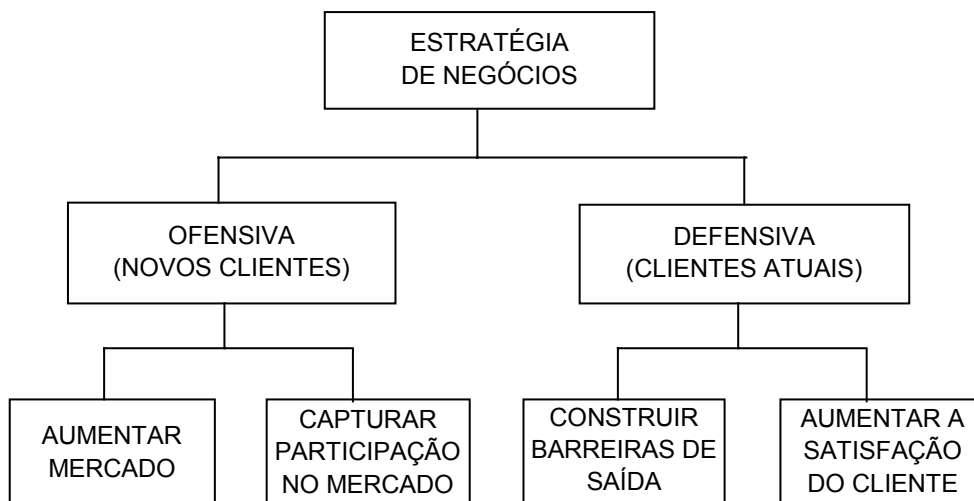 ESTRATÉGIA
DE NEGÓCIOS
OFENSIVA
(NOVOS CLIENTES)
DEFENSIVA
(CLIENTES ATUAIS)
AUMENTAR
MERCADO
CAPTURAR
PARTICIPAÇÃO
NO MERCADO
CONSTRUIR
BARREIRAS DE
SAÍDA
AUMENTAR A
SATISFAÇÃO
DO CLIENTE